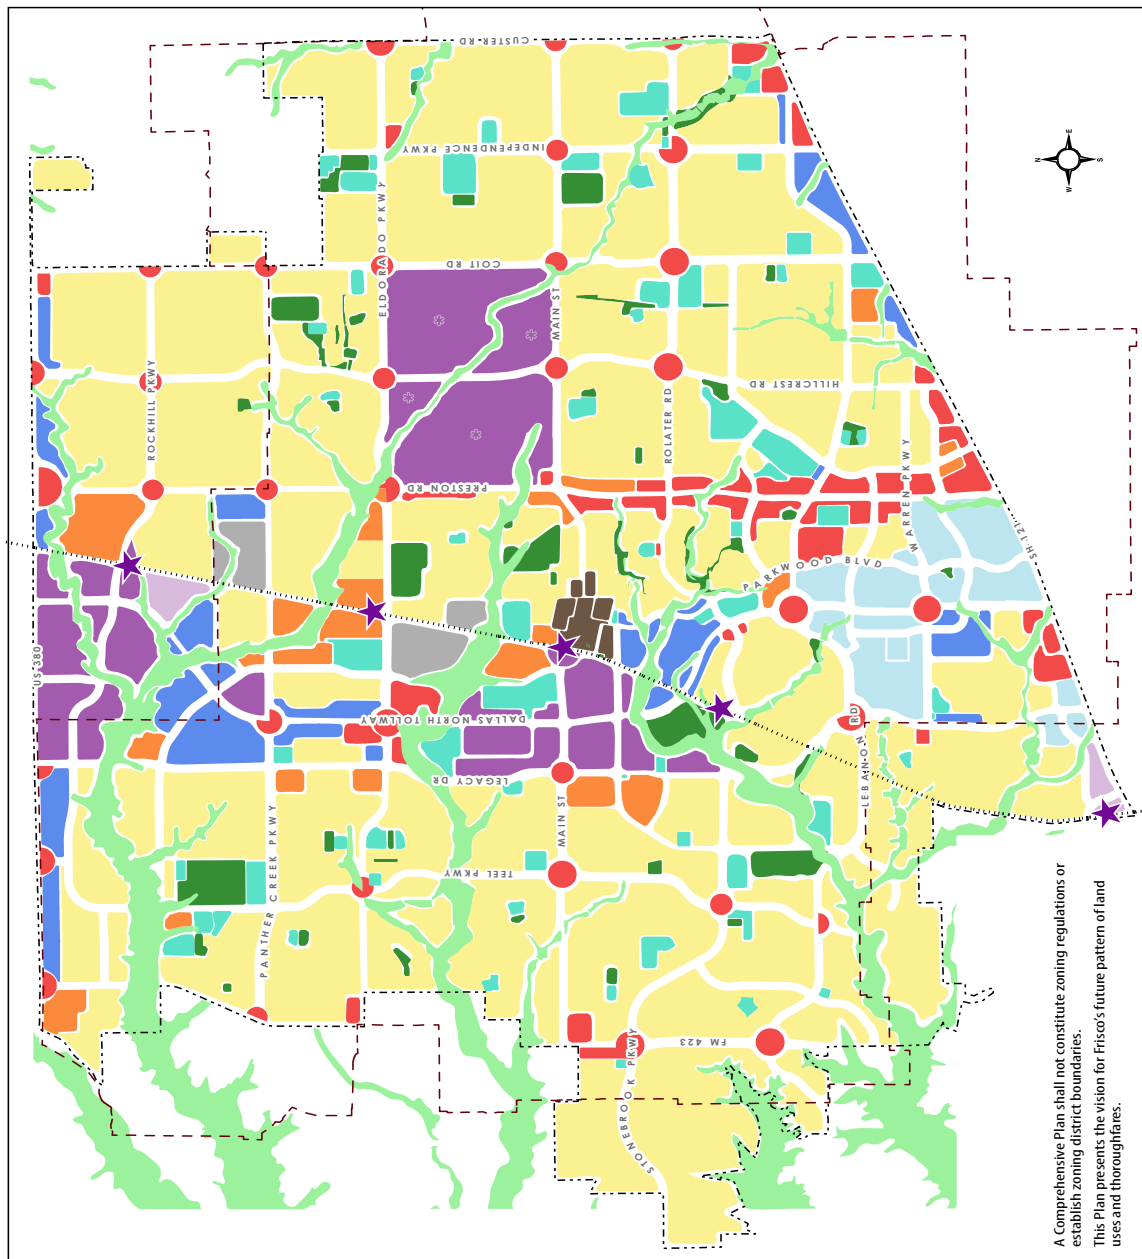 CUSTER RD
INDEPENDENCE PKWY
ELDORADO PKWY
COIT RD
MAIN ST
HILLCREST RD
ROCKHILL PKWY
ROLATER RD
PRESTON RD
WARREN PKWY
SH 121
PARKWOOD BLVD
US 380
DALLAS NORTH TOLLWAY
LEBANON RD
LEGACY DR
MAIN ST
PANTHER CREEK PKWY
TEEL PKWY
FM 423
STONEBROOK PKWY
N
E
S
W
A Comprehensive Plan shall not constitute zoning regulations or
establish zoning district boundaries.
This Plan presents the vision for Frisco's future pattern of land
uses and thoroughfares.